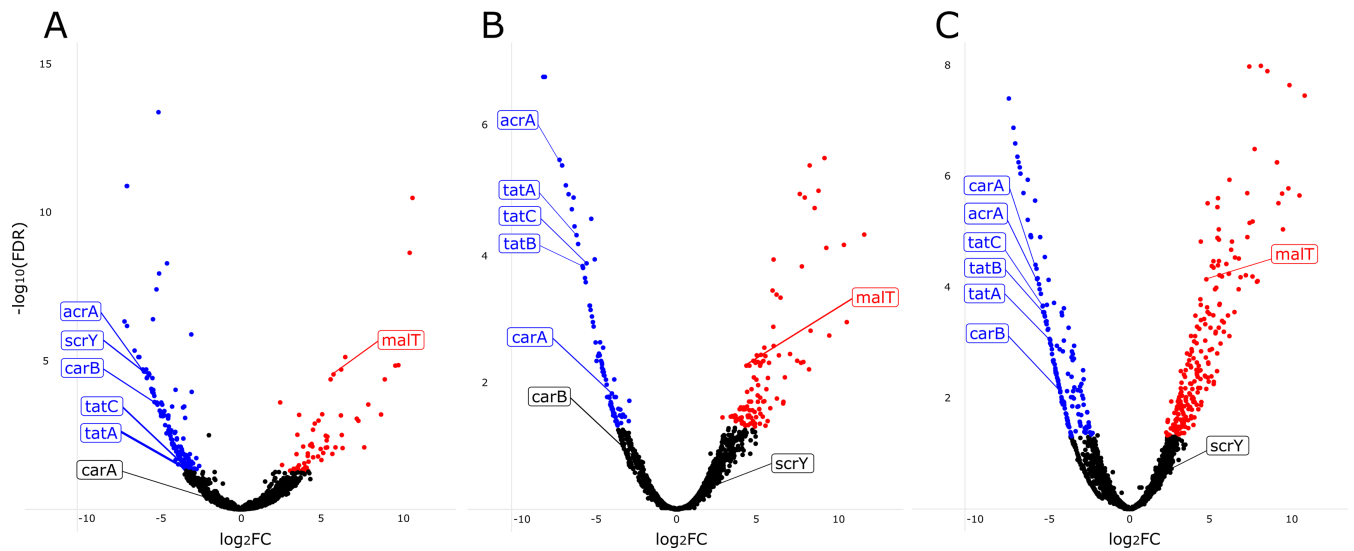 A
15
10
5
-log10(FDR)
acrA
scrY
carB
tatC
tatA
carA
malT
-10
-5
0
5
10
log2FC
B
6
4
2
acrA
tatA
tatC
tatB
carA
carB
malT
scrY
-10
-5
0
5
10
log2FC
C
8
6
4
2
carA
acrA
tatC
tatB
tatA
carB
malT
scrY
-10
-5
0
5
10
log2FC